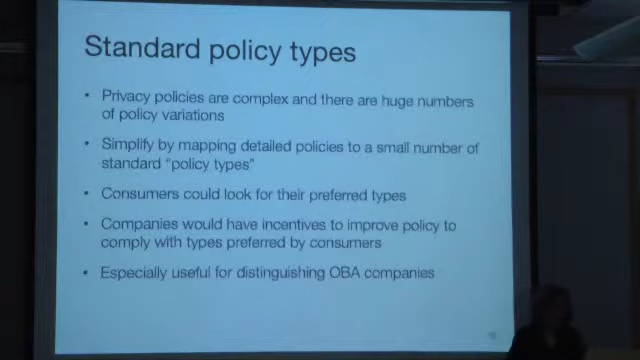 Standard policy types
• Privacy policies are complex and there are huge numbers
of policy variations
• Simplify by mapping detailed policies to a small number of
standard "policy types"
• Consumers could look for their preferred types
• Companies would have incentives to improve policy to
comply with types preferred by consumers
• Especially useful for distinguishing OBA companies